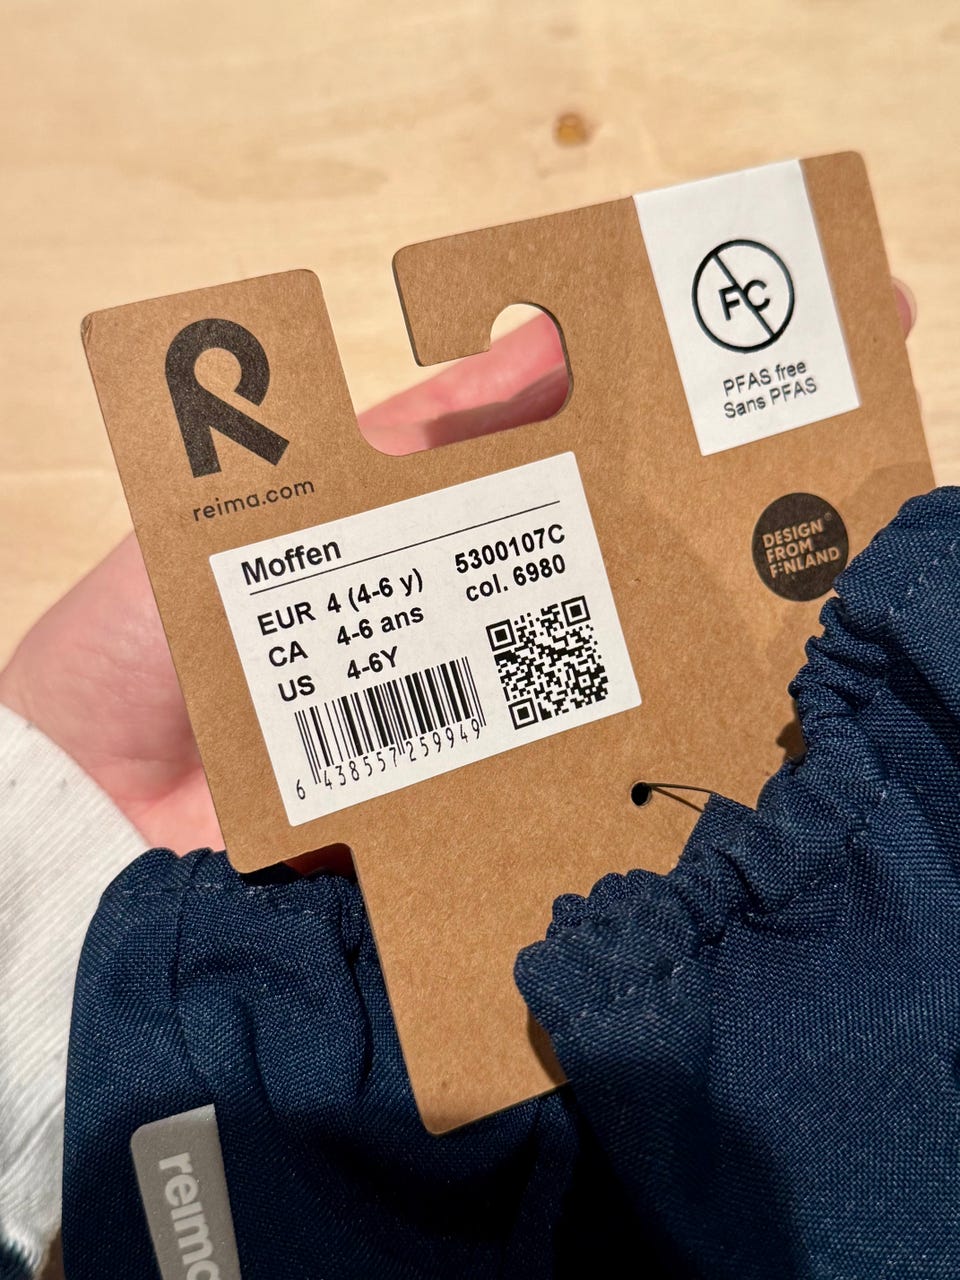 reima.com
FC
PFAS free
Sans PFAS
DESIGN
FROM
FINLAND
Moffen
EUR 4 (4-6 y)
CA 4-6 ans
US 4-6Y
5300107C
col. 6980
6 438557 259949
reima